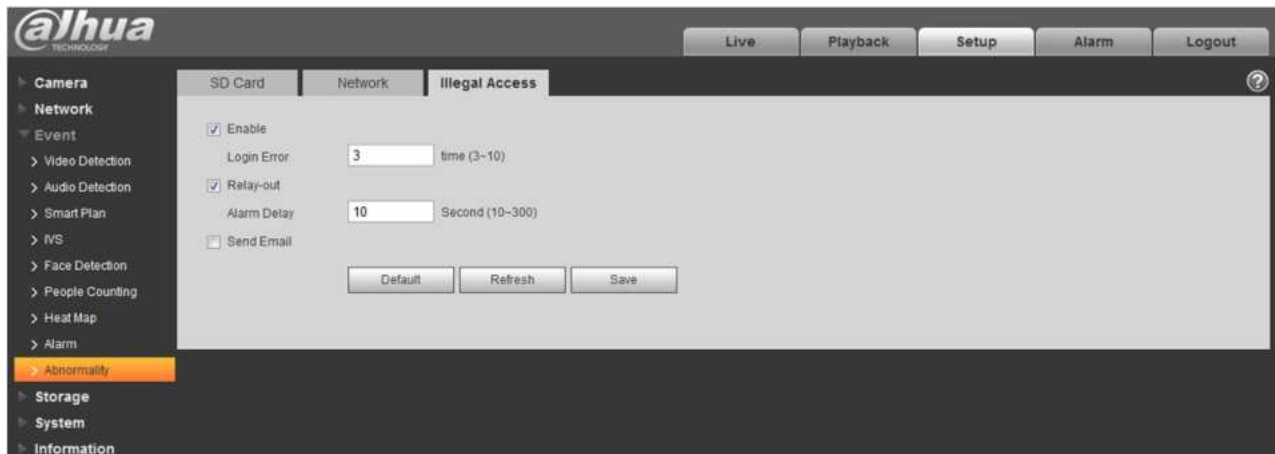 alhua
TECHNOLOGY
Live Playback Setup Alarm Logout
Camera
Network
Event
Video Detection
Audio Detection
Smart Plan
IVS
Face Detection
People Counting
Heat Map
Alarm
Abnormality
Storage
System
Information
SD Card Network Illegal Access
?
Enable
Login Error 3 time (3~10)
Relay-out
Alarm Delay 10 Second (10~300)
Send Email
Default Refresh Save